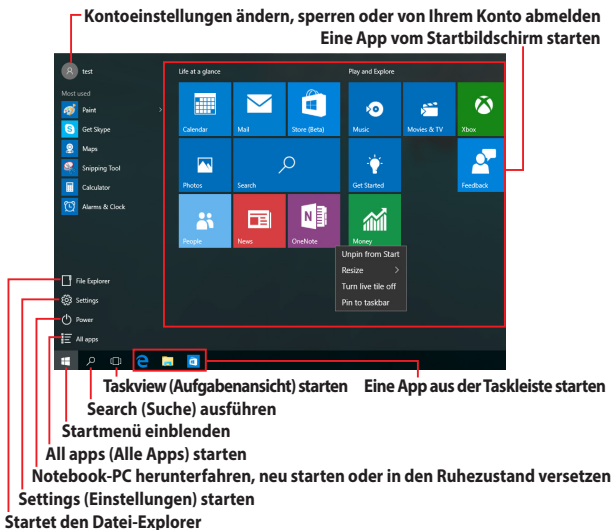 Kontoeinstellungen ändern, sperren oder von Ihrem Konto abmelden
Eine App vom Startbildschirm starten
test
Most used
Paint
Get Skype
Maps
Snipping Tool
Calculator
Alarms & Clock
File Explorer
Settings
Power
All apps
Life at a glance
Play and Explore
Calendar
Mail
Store (Beta)
Music
Movies & TV
Xbox
Photos
Search
Get Started
Feedback
People
News
OneNote
Money
Unpin from Start
Resize
Turn live tile off
Pin to taskbar
Taskview (Aufgabenansicht) starten
Eine App aus der Taskleiste starten
Search (Suche) ausführen
Startmenü einblenden
All apps (Alle Apps) starten
Notebook-PC herunterfahren, neu starten oder in den Ruhezustand versetzen
Settings (Einstellungen) starten
Startet den Datei-Explorer